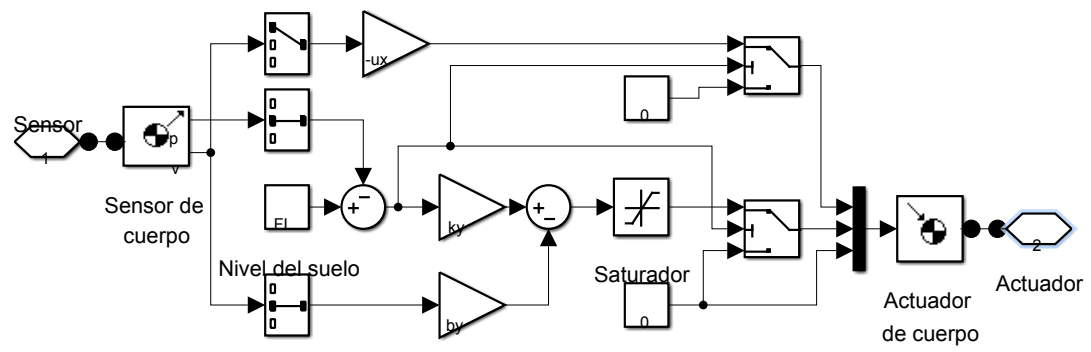 -ux
0
Sensor
1
p
v
Sensor de
cuerpo
ky
Nivel del suelo
by
Saturador
0
2
Actuador
Actuador
de cuerpo